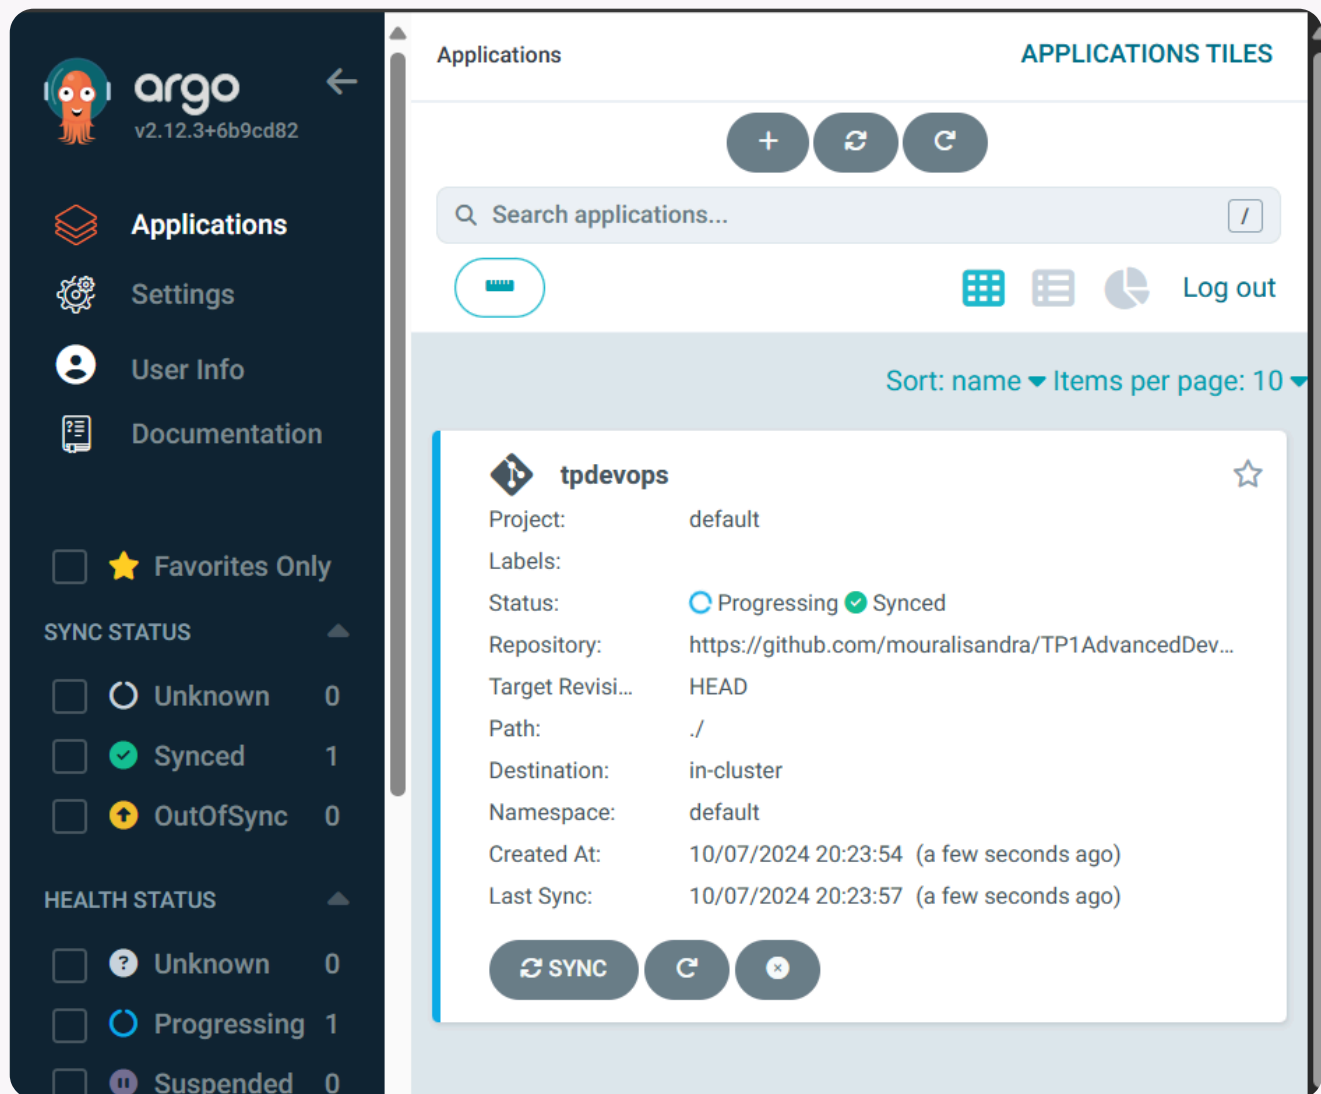 argo
v2.12.3+6b9cd82
Applications
Settings
User Info
Documentation
Favorites Only
SYNC STATUS
Unknown 0
Synced 1
OutOfSync 0
HEALTH STATUS
Unknown 0
Progressing 1
Suspended 0
Applications APPLICATIONS TILES
+
Search applications... /
Log out
Sort: name Items per page: 10
tpdevops
Project: default
Labels:
Status: Progressing Synced
Repository: https://github.com/mouralisandra/TP1AdvancedDev...
Target Revisi... HEAD
Path: ./
Destination: in-cluster
Namespace: default
Created At: 10/07/2024 20:23:54 (a few seconds ago)
Last Sync: 10/07/2024 20:23:57 (a few seconds ago)
SYNC